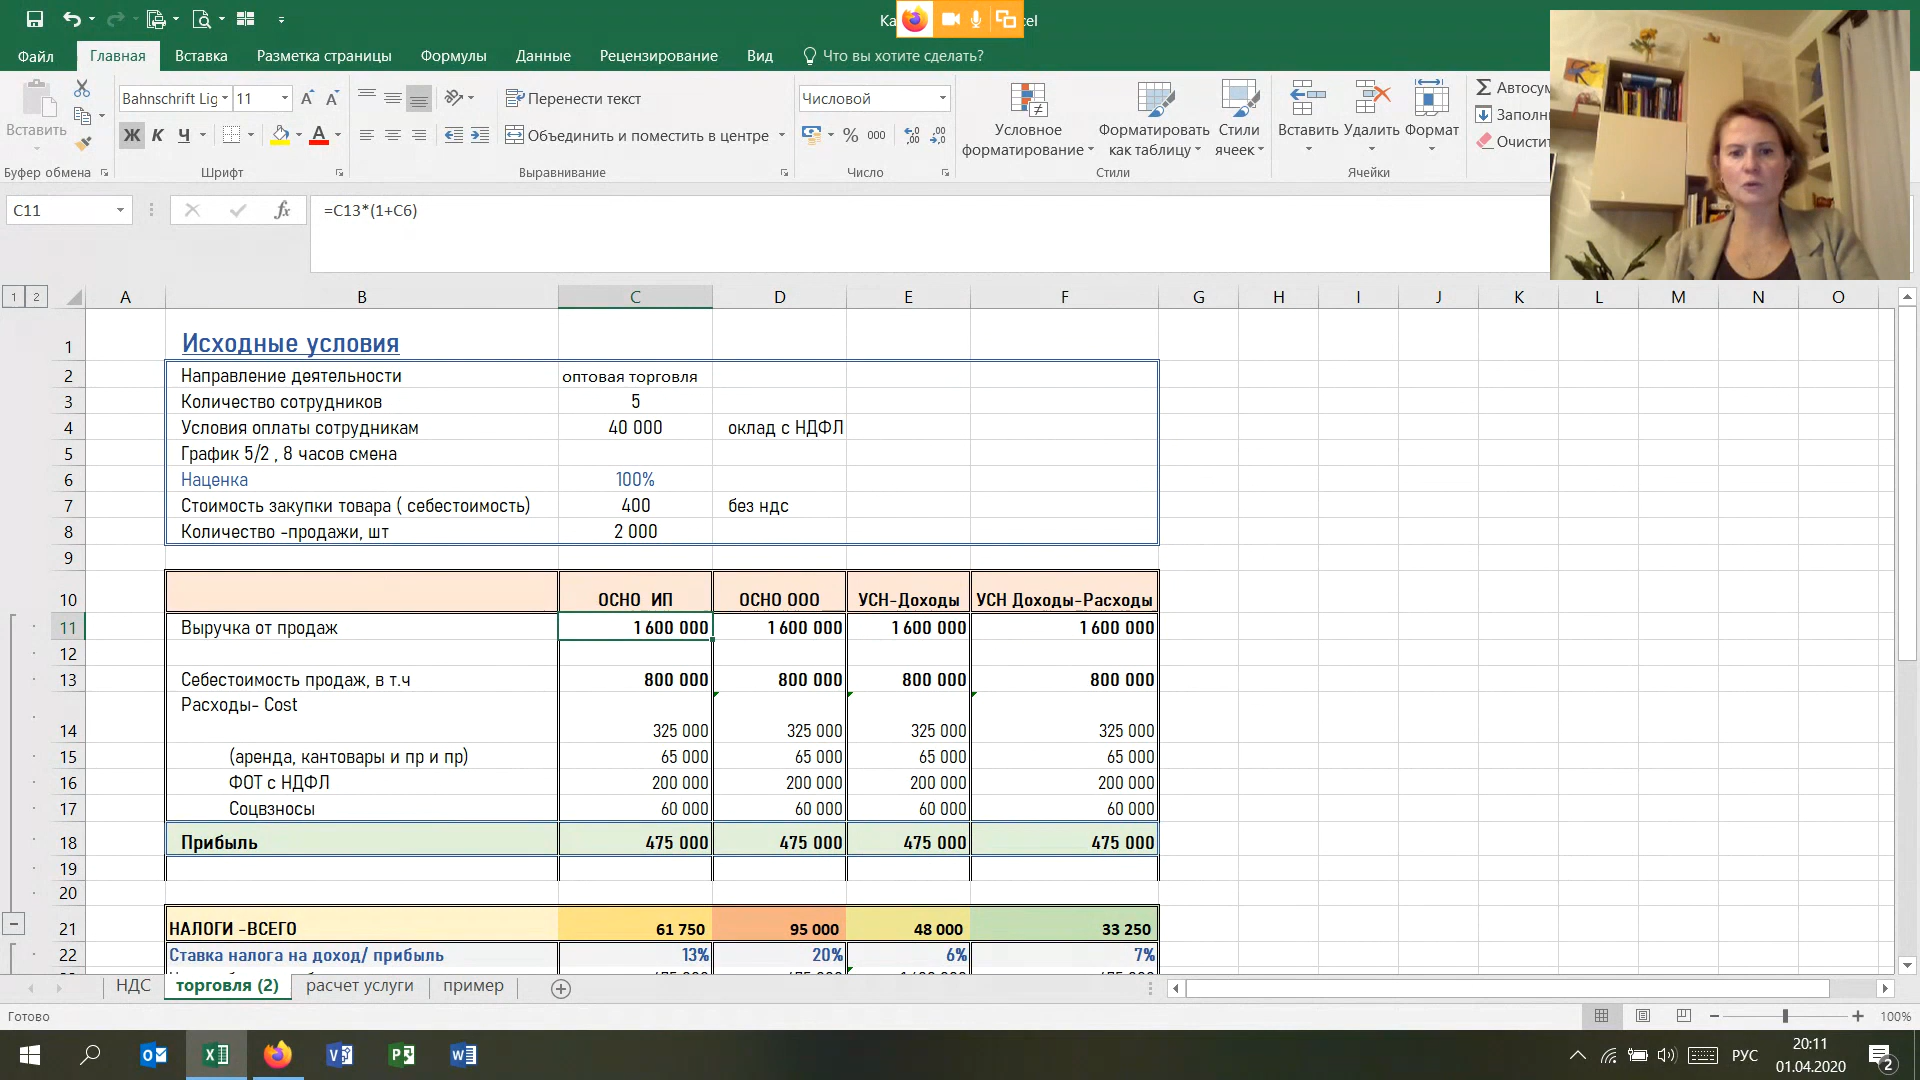 Ka
cel
Файл Главная Вставка Разметка страницы Формулы Данные Рецензирование Вид Что вы хотите сделать?
Вставить
Bahnschrift Lig 11
Ж К Ч
Перенести текст
Объединить и поместить в центре
Числовой
% 000
Условное форматирование
Форматировать как таблицу
Стили ячеек
Вставить Удалить Формат
Автосум
Заполни
Очистит
Буфер обмена Шрифт Выравнивание Число Стили Ячейки
C11 fx =C13*(1+C6)
1 2 A B C D E F G H I J K L M N O
1 Исходные условия
2 Направление деятельности оптовая торговля
3 Количество сотрудников 5
4 Условия оплаты сотрудникам 40 000 оклад с НДФЛ
5 График 5/2 , 8 часов смена
6 Наценка 100%
7 Стоимость закупки товара ( себестоимость) 400 без ндс
8 Количество -продажи, шт 2 000
9
10 ОСНО ИП ОСНО ООО УСН-Доходы УСН Доходы-Расходы
11 Выручка от продаж 1 600 000 1 600 000 1 600 000 1 600 000
12
13 Себестоимость продаж, в т.ч 800 000 800 000 800 000 800 000
14 Расходы- Cost 325 000 325 000 325 000 325 000
15 (аренда, кантовары и пр и пр) 65 000 65 000 65 000 65 000
16 ФОТ с НДФЛ 200 000 200 000 200 000 200 000
17 Соцвзносы 60 000 60 000 60 000 60 000
18 Прибыль 475 000 475 000 475 000 475 000
19
20
21 НАЛОГИ -ВСЕГО 61 750 95 000 48 000 33 250
22 Ставка налога на доход/ прибыль 13% 20% 6% 7%
НДС торговля (2) расчет услуги пример
Готово 100%
РУС 20:11
01.04.2020 2